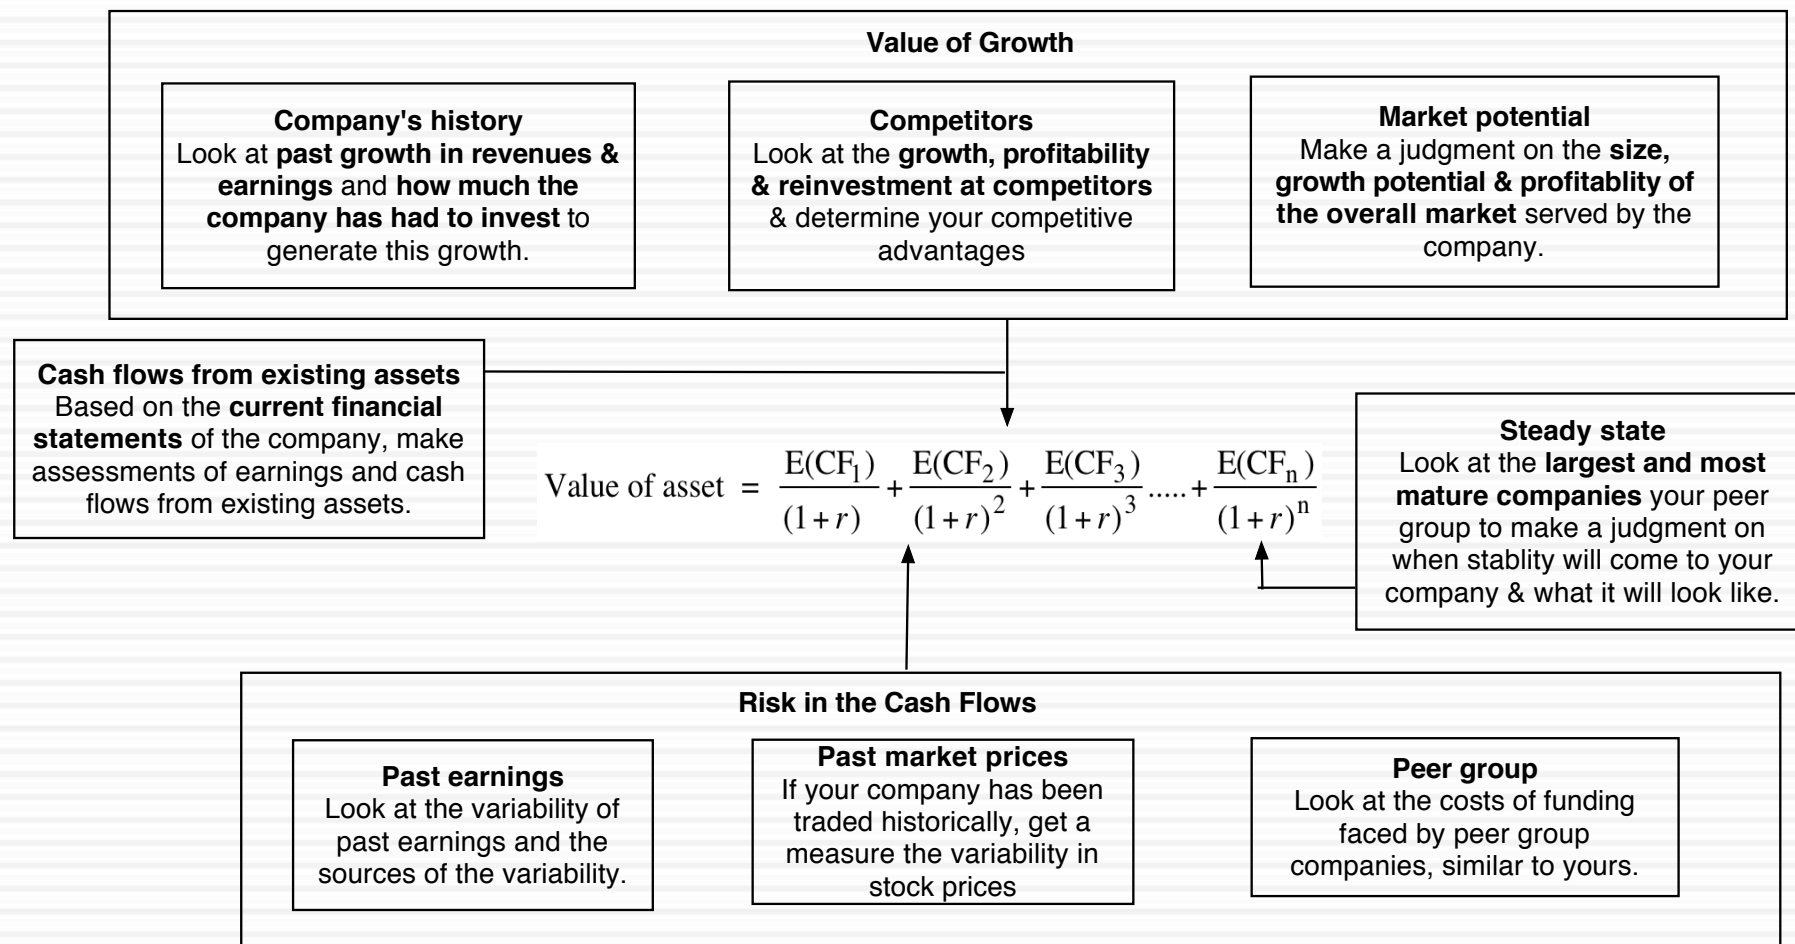 Value of Growth
Company's history
Look at past growth in revenues &
earnings and how much the
company has had to invest to
generate this growth.
Competitors
Look at the growth, profitability
& reinvestment at competitors
& determine your competitive
advantages
Market potential
Make a judgment on the size,
growth potential & profitablity of
the overall market served by the
company.
Cash flows from existing assets
Based on the current financial
statements of the company, make
assessments of earnings and cash
flows from existing assets.
Value of asset = E(CF₁)/(1+r) + E(CF₂)/(1+r)² + E(CF₃)/(1+r)³ ..... + E(CFₙ)/(1+r)ⁿ
Steady state
Look at the largest and most
mature companies your peer
group to make a judgment on
when stablity will come to your
company & what it will look like.
Risk in the Cash Flows
Past earnings
Look at the variability of
past earnings and the
sources of the variability.
Past market prices
If your company has been
traded historically, get a
measure the variability in
stock prices
Peer group
Look at the costs of funding
faced by peer group
companies, similar to yours.